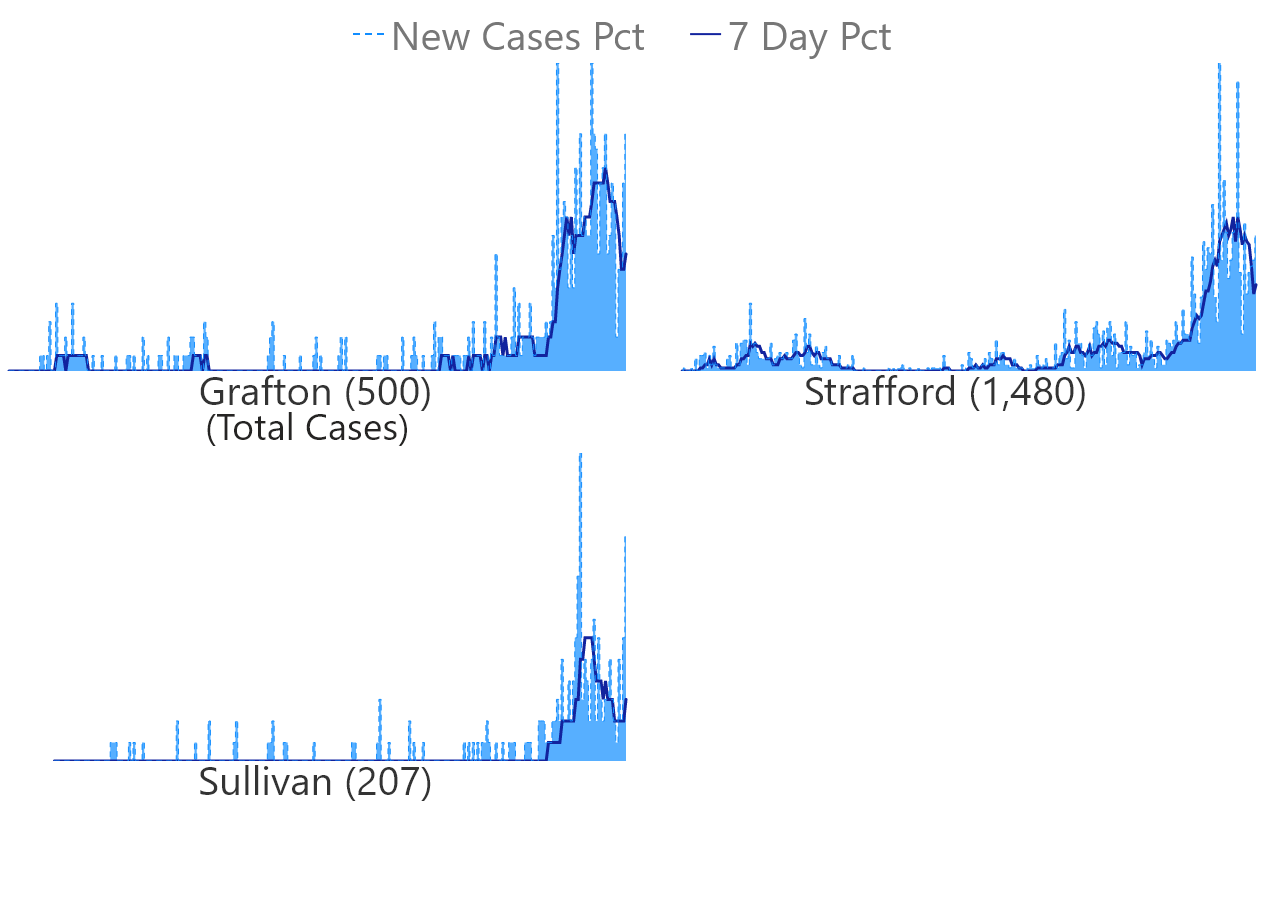 New Cases Pct 7 Day Pct
Grafton (500)
(Total Cases)
Strafford (1,480)
Sullivan (207)